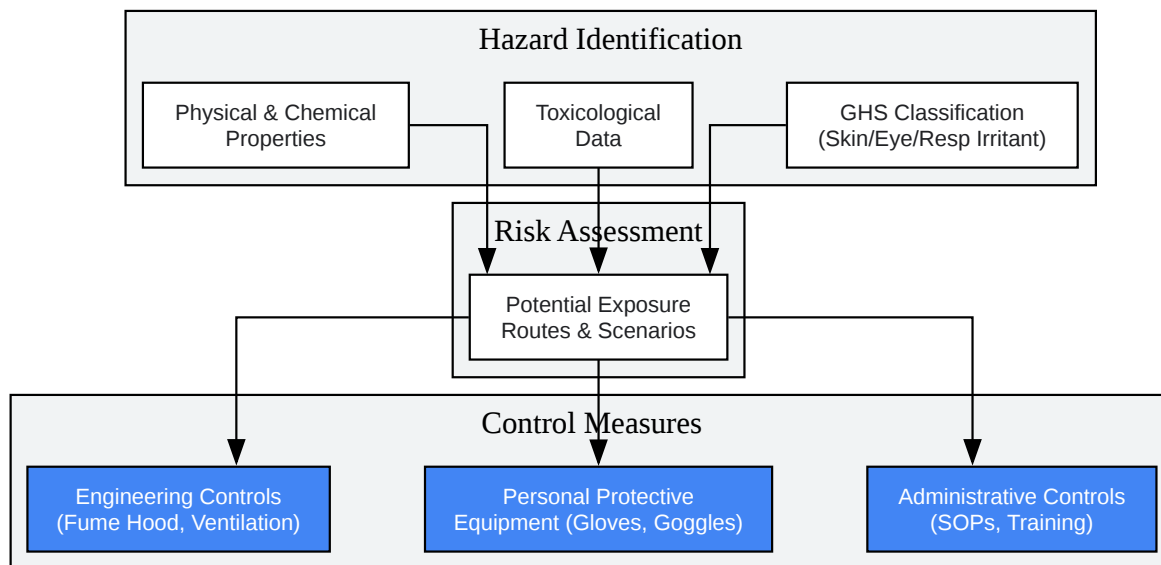 Hazard Identification
Physical & Chemical
Properties
Toxicological
Data
GHS Classification
(Skin/Eye/Resp Irritant)
Risk Assessment
Potential Exposure
Routes & Scenarios
Control Measures
Engineering Controls
(Fume Hood, Ventilation)
Personal Protective
Equipment (Gloves, Goggles)
Administrative Controls
(SOPs, Training)